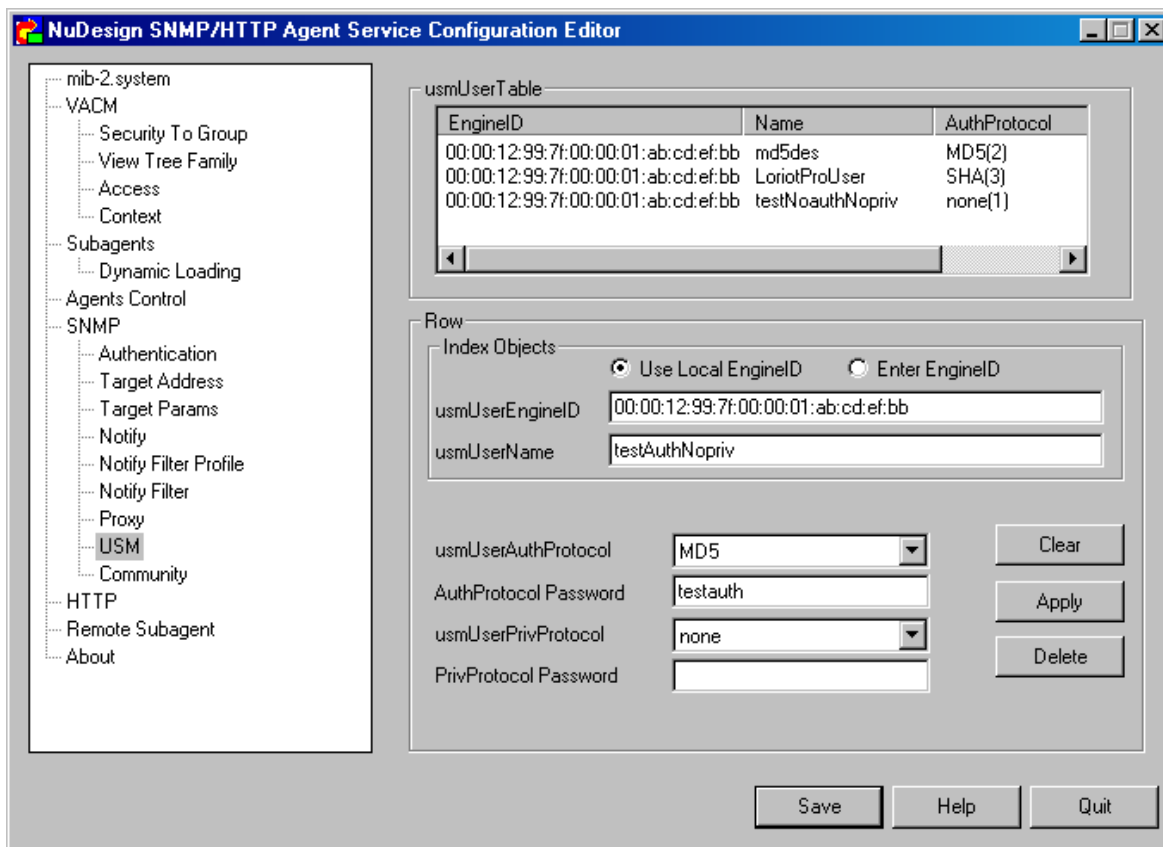 NuDesign SNMP/HTTP Agent Service Configuration Editor
mib-2.system
VACM
Security To Group
View Tree Family
Access
Context
Subagents
Dynamic Loading
Agents Control
SNMP
Authentication
Target Address
Target Params
Notify
Notify Filter Profile
Notify Filter
Proxy
USM
Community
HTTP
Remote Subagent
About
usmUserTable
EngineID Name AuthProtocol
00:00:12:99:7f:00:00:01:ab:cd:ef:bb md5des MD5(2)
00:00:12:99:7f:00:00:01:ab:cd:ef:bb LoriotProUser SHA(3)
00:00:12:99:7f:00:00:01:ab:cd:ef:bb testNoauthNopriv none(1)
Row
Index Objects
Use Local EngineID Enter EngineID
usmUserEngineID 00:00:12:99:7f:00:00:01:ab:cd:ef:bb
usmUserName testAuthNopriv
usmUserAuthProtocol MD5 Clear
AuthProtocol Password testauth Apply
usmUserPrivProtocol none
PrivProtocol Password Delete
Save Help Quit